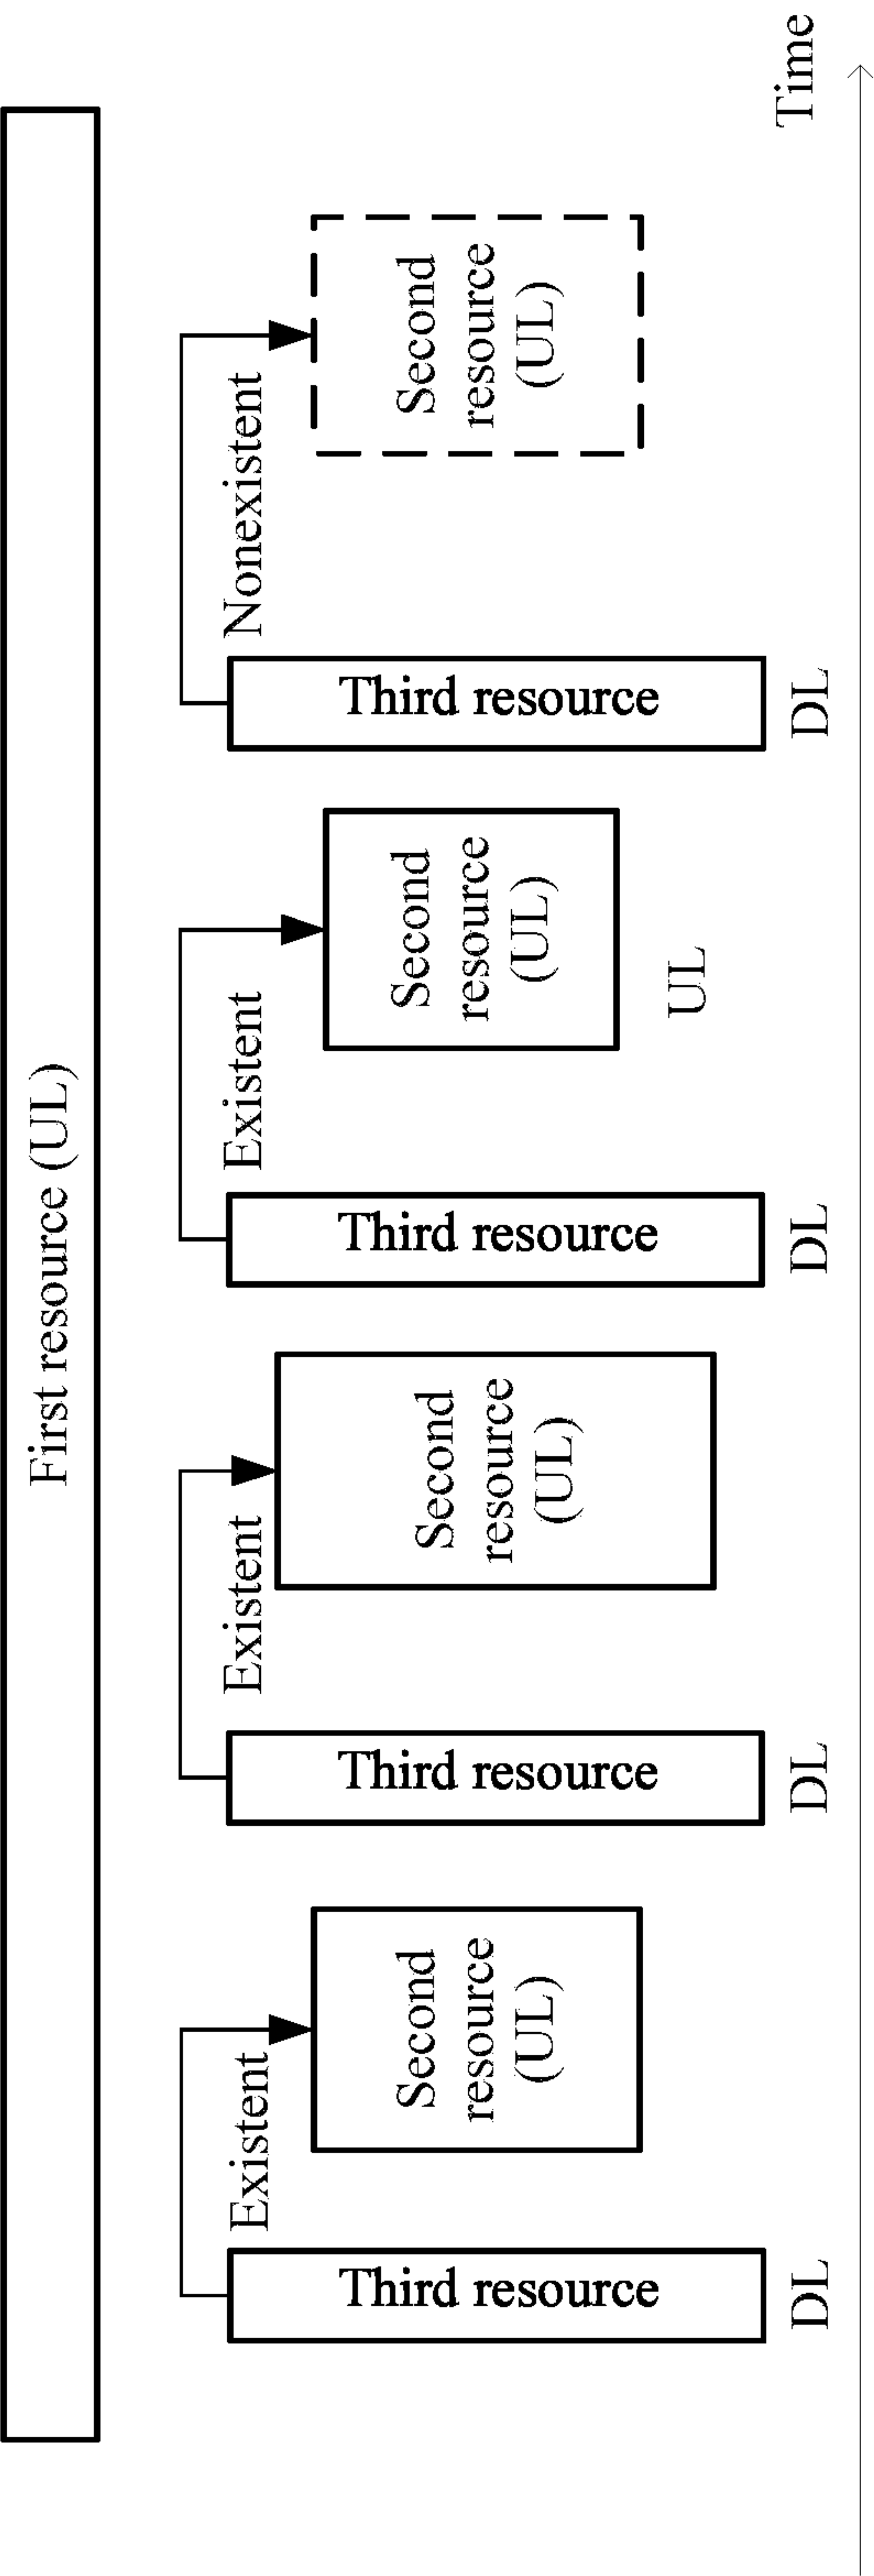 First resource (UL)
Existent
Existent
Existent
Nonexistent
Third resource
Second
resource
(UL)
Third resource
Second
resource
(UL)
Third resource
Second
resource
(UL)
Third resource
Second
resource
(UL)
DL
DL
DL
UL
DL
Time